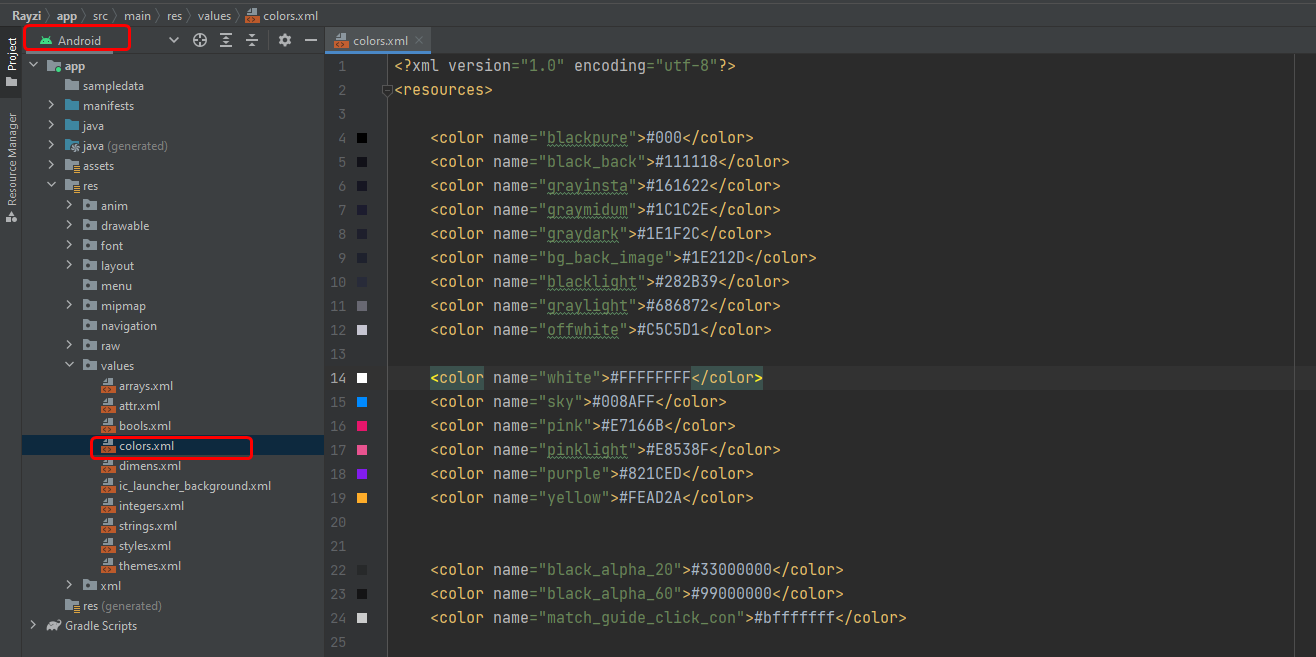 Rayzi app src main res values colors.xml
Project
Resource Manager
Android
app
sampledata
manifests
java
java (generated)
assets
res
anim
drawable
font
layout
menu
mipmap
navigation
raw
values
arrays.xml
attr.xml
bools.xml
colors.xml
dimens.xml
ic_launcher_background.xml
integers.xml
strings.xml
styles.xml
themes.xml
xml
res (generated)
Gradle Scripts
colors.xml
1 <?xml version="1.0" encoding="utf-8"?>
2 <resources>
3
4 <color name="blackpure">#000</color>
5 <color name="black_back">#111118</color>
6 <color name="grayinsta">#161622</color>
7 <color name="graymidum">#1C1C2E</color>
8 <color name="graydark">#1E1F2C</color>
9 <color name="bg_back_image">#1E212D</color>
10 <color name="blacklight">#282B39</color>
11 <color name="graylight">#686872</color>
12 <color name="offwhite">#C5C5D1</color>
13
14 <color name="white">#FFFFFFFF</color>
15 <color name="sky">#008AFF</color>
16 <color name="pink">#E7166B</color>
17 <color name="pinklight">#E8538F</color>
18 <color name="purple">#821CED</color>
19 <color name="yellow">#FEAD2A</color>
20
21
22 <color name="black_alpha_20">#33000000</color>
23 <color name="black_alpha_60">#99000000</color>
24 <color name="match_guide_click_con">#bfffffff</color>
25